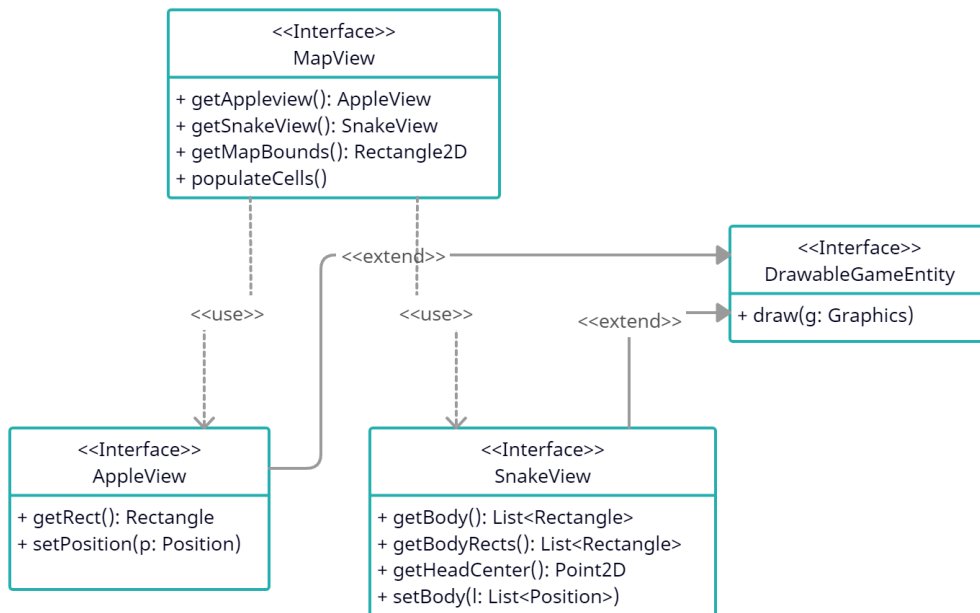 <<Interface>>
MapView
+ getAppleview(): AppleView
+ getSnakeView(): SnakeView
+ getMapBounds(): Rectangle2D
+ populateCells()
<<extend>>
<<Interface>>
DrawableGameEntity
+ draw(g: Graphics)
<<use>>
<<use>>
<<extend>>
<<Interface>>
AppleView
+ getRect(): Rectangle
+ setPosition(p: Position)
<<Interface>>
SnakeView
+ getBody(): List<Rectangle>
+ getBodyRects(): List<Rectangle>
+ getHeadCenter(): Point2D
+ setBody(l: List<Position>)